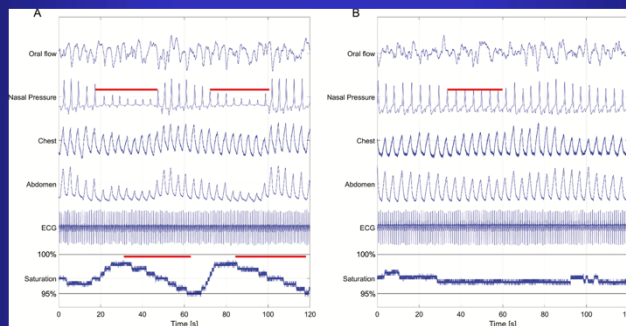 A
Oral flow
Nasal Pressure
Chest
Abdomen
ECG
100%
Saturation
95%
0 20 40 60 80 100 120
Time [s]
B
Oral flow
Nasal Pressure
Chest
Abdomen
ECG
100%
Saturation
95%
0 20 40 60 80 100 120
Time [s]